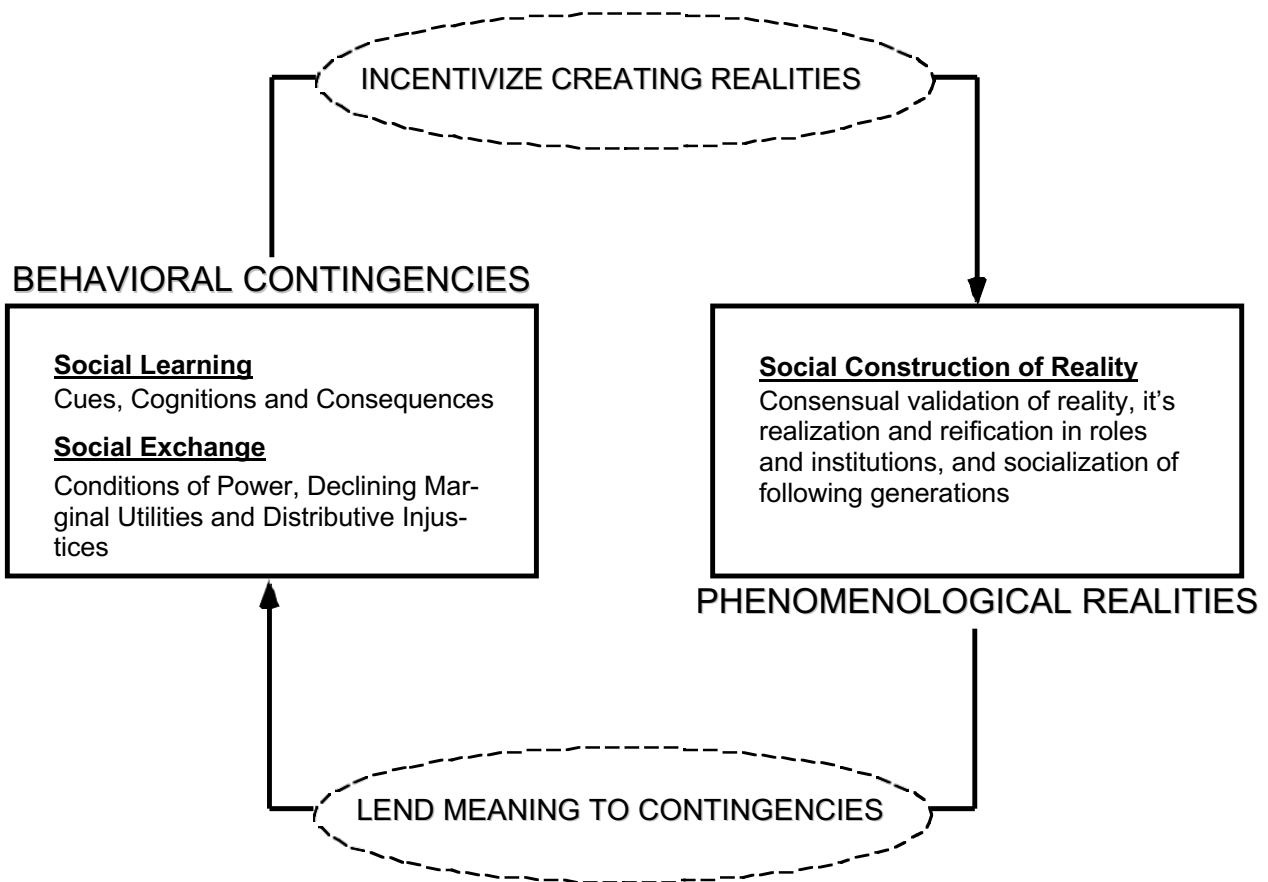 INCENTIVIZE CREATING REALITIES
BEHAVIORAL CONTINGENCIES
Social Learning
Cues, Cognitions and Consequences
Social Exchange
Conditions of Power, Declining Mar-
ginal Utilities and Distributive Injus-
tices
Social Construction of Reality
Consensual validation of reality, it’s
realization and reification in roles
and institutions, and socialization of
following generations
PHENOMENOLOGICAL REALITIES
LEND MEANING TO CONTINGENCIES